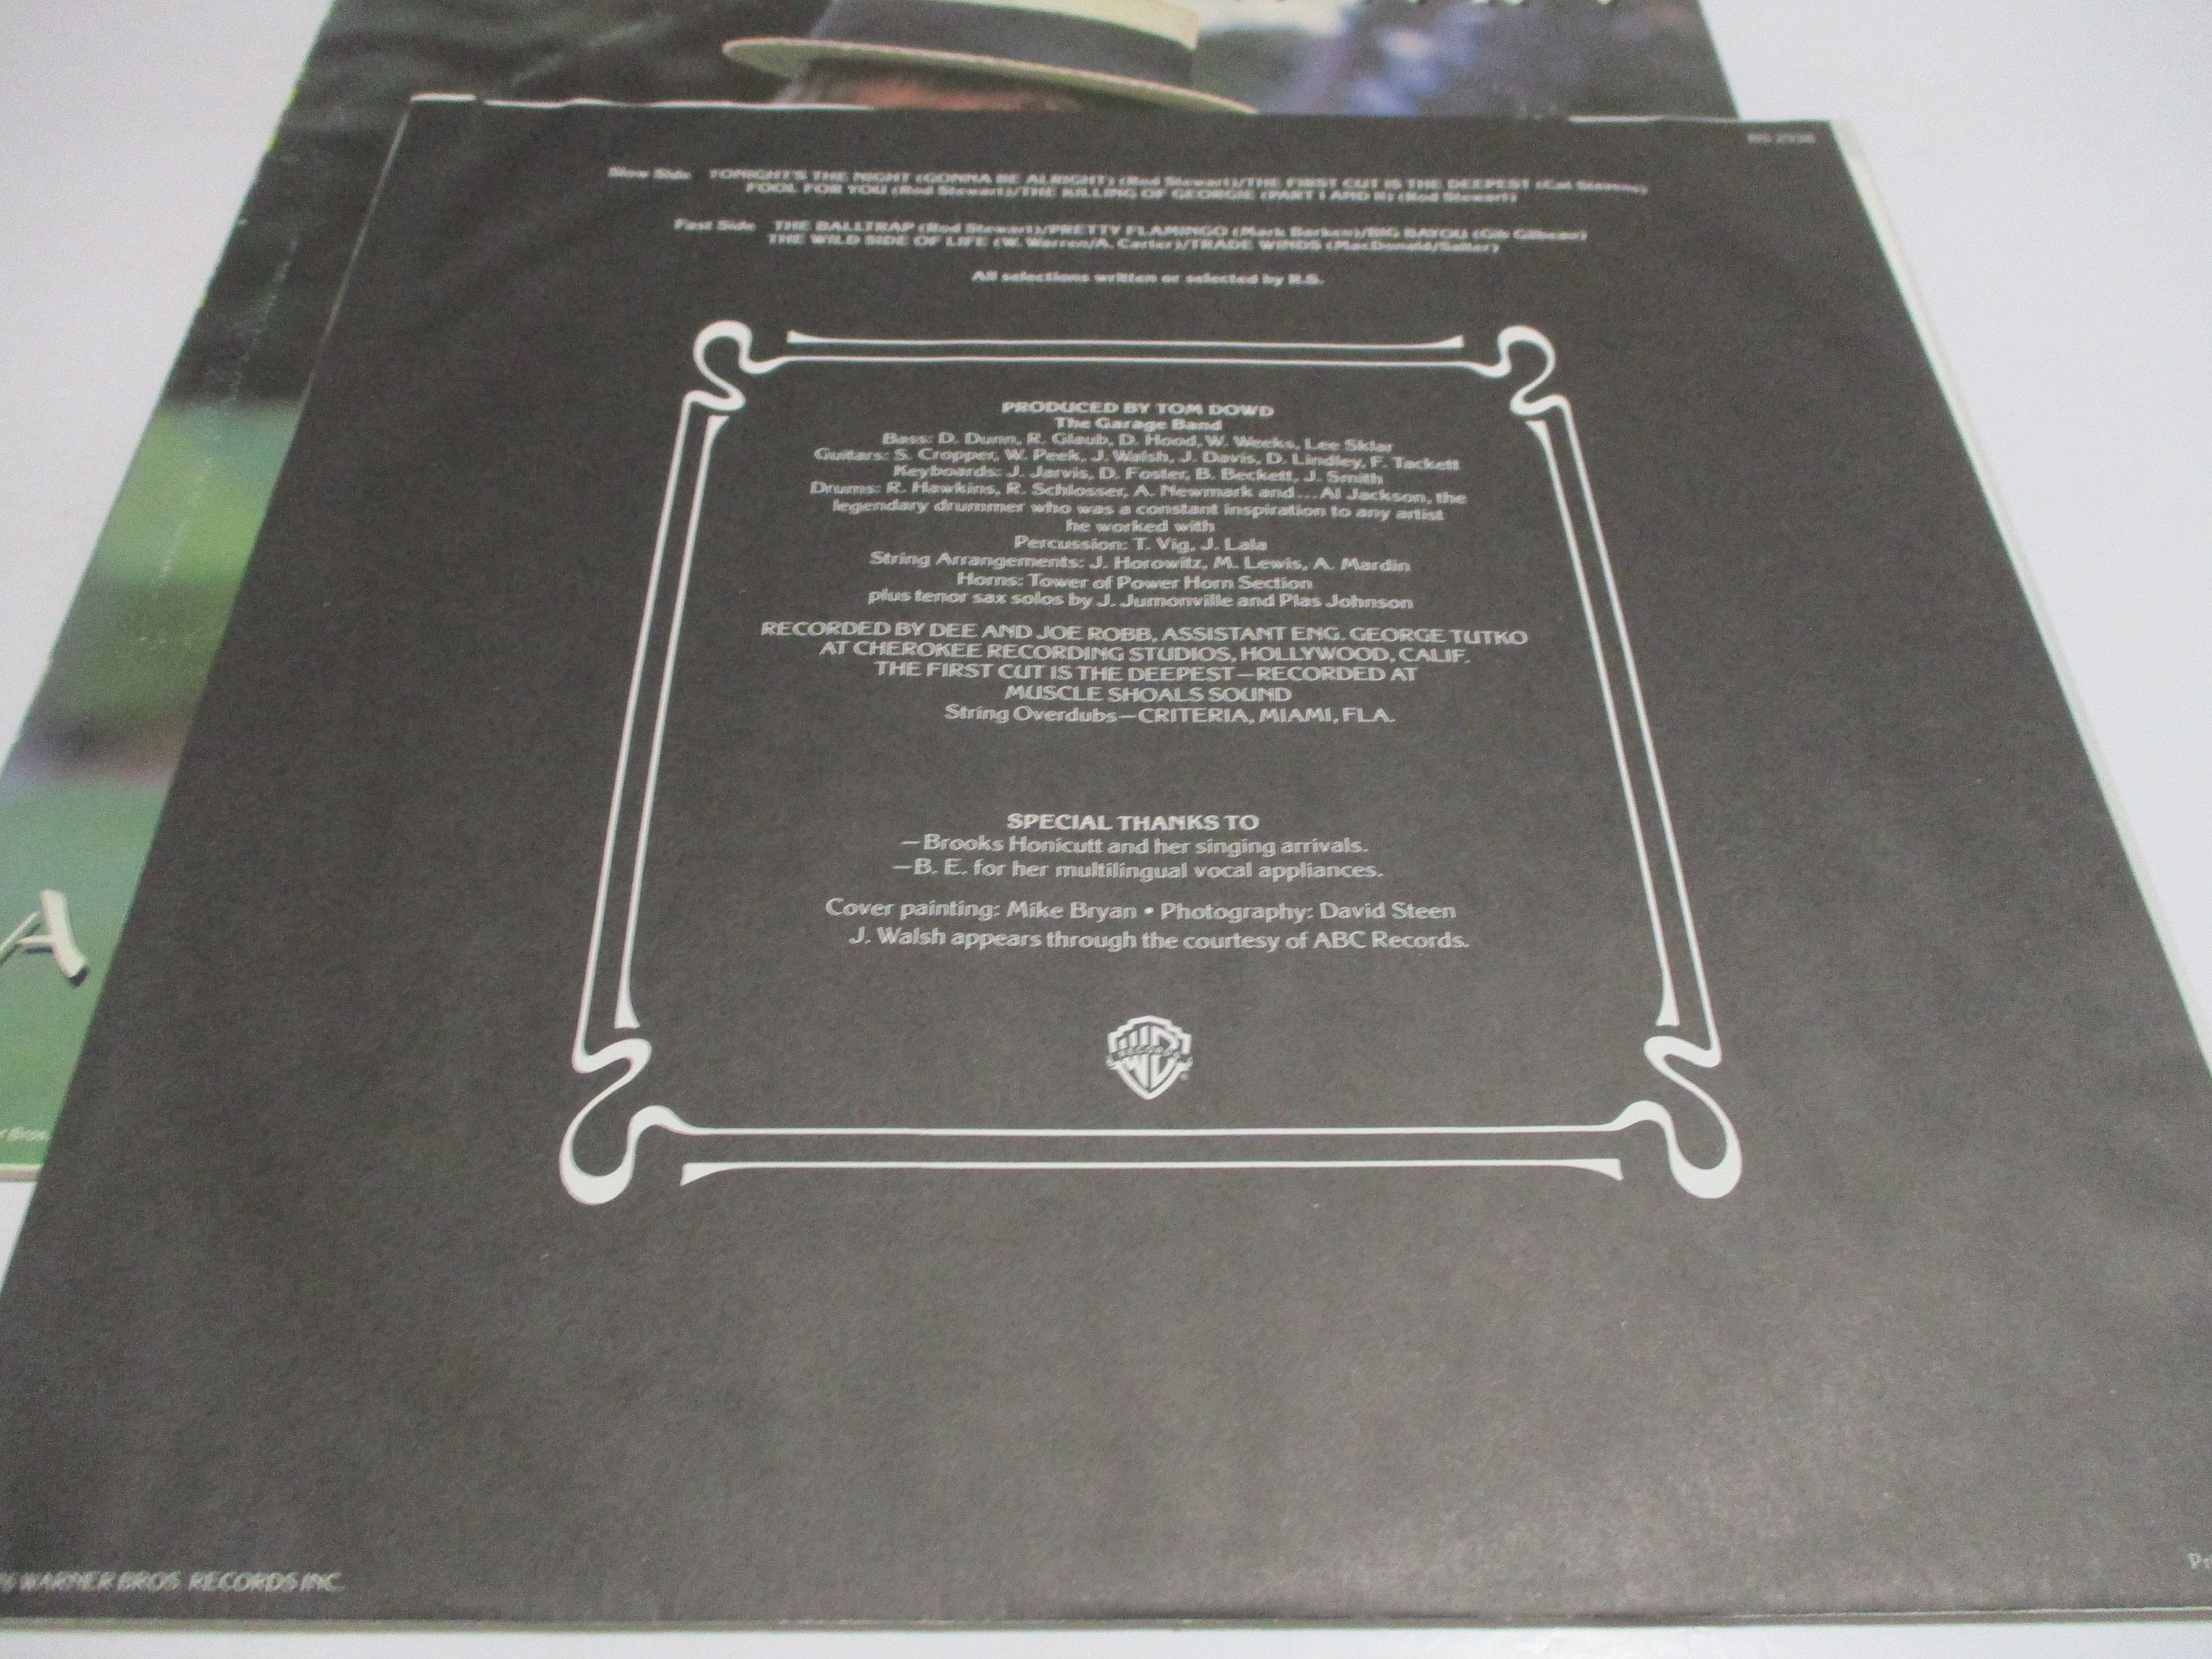 A
BS 2938
Slow Side TONIGHT'S THE NIGHT (GONNA BE ALRIGHT) (Rod Stewart)/THE FIRST CUT IS THE DEEPEST (Cat Stevens)
FOOL FOR YOU (Rod Stewart)/THE KILLING OF GEORGIE (PART I AND II) (Rod Stewart)
Fast Side THE BALLTRAP (Rod Stewart)/PRETTY FLAMINGO (Mark Barkan)/BIG BAYOU (Gib Gilbeau)
THE WILD SIDE OF LIFE (W. Warren/A. Carter)/TRADE WINDS (MacDonald/Salter)
All selections written or selected by R.S.
PRODUCED BY TOM DOWD
The Garage Band
Bass: D. Dunn, R. Glaub, D. Hood, W. Weeks, Lee Sklar
Guitars: S. Cropper, W. Peek, J. Walsh, J. Davis, D. Lindley, F. Tackett
Keyboards: J. Jarvis, D. Foster, B. Beckett, J. Smith
Drums: R. Hawkins, R. Schlosser, A. Newmark and ... Al Jackson, the
legendary drummer who was a constant inspiration to any artist
he worked with
Percussion: T. Vig, J. Lala
String Arrangements: J. Horowitz, M. Lewis, A. Mardin
Horns: Tower of Power Horn Section
plus tenor sax solos by J. Jumonville and Plas Johnson
RECORDED BY DEE AND JOE ROBB, ASSISTANT ENG. GEORGE TUTKO
AT CHEROKEE RECORDING STUDIOS, HOLLYWOOD, CALIF.
THE FIRST CUT IS THE DEEPEST—RECORDED AT
MUSCLE SHOALS SOUND
String Overdubs—CRITERIA, MIAMI, FLA.
SPECIAL THANKS TO
—Brooks Honicutt and her singing arrivals.
—B. E. for her multilingual vocal appliances.
Cover painting: Mike Bryan • Photography: David Steen
J. Walsh appears through the courtesy of ABC Records.
RECORDS
r Bros.
6 WARNER BROS. RECORDS INC.
Pr